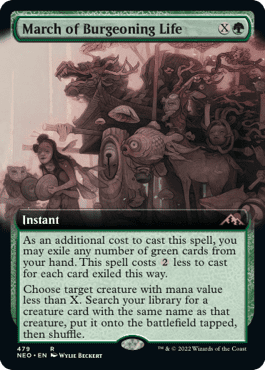 March of Burgeoning Life X
Instant
As an additional cost to cast this spell, you
may exile any number of green cards from
your hand. This spell costs 2 less to cast
for each card exiled this way.
Choose target creature with mana value
less than X. Search your library for a
creature card with the same name as that
creature, put it onto the battlefield tapped,
then shuffle.
479 R
NEO • EN Wylie Beckert
™ & © 2022 Wizards of the Coast